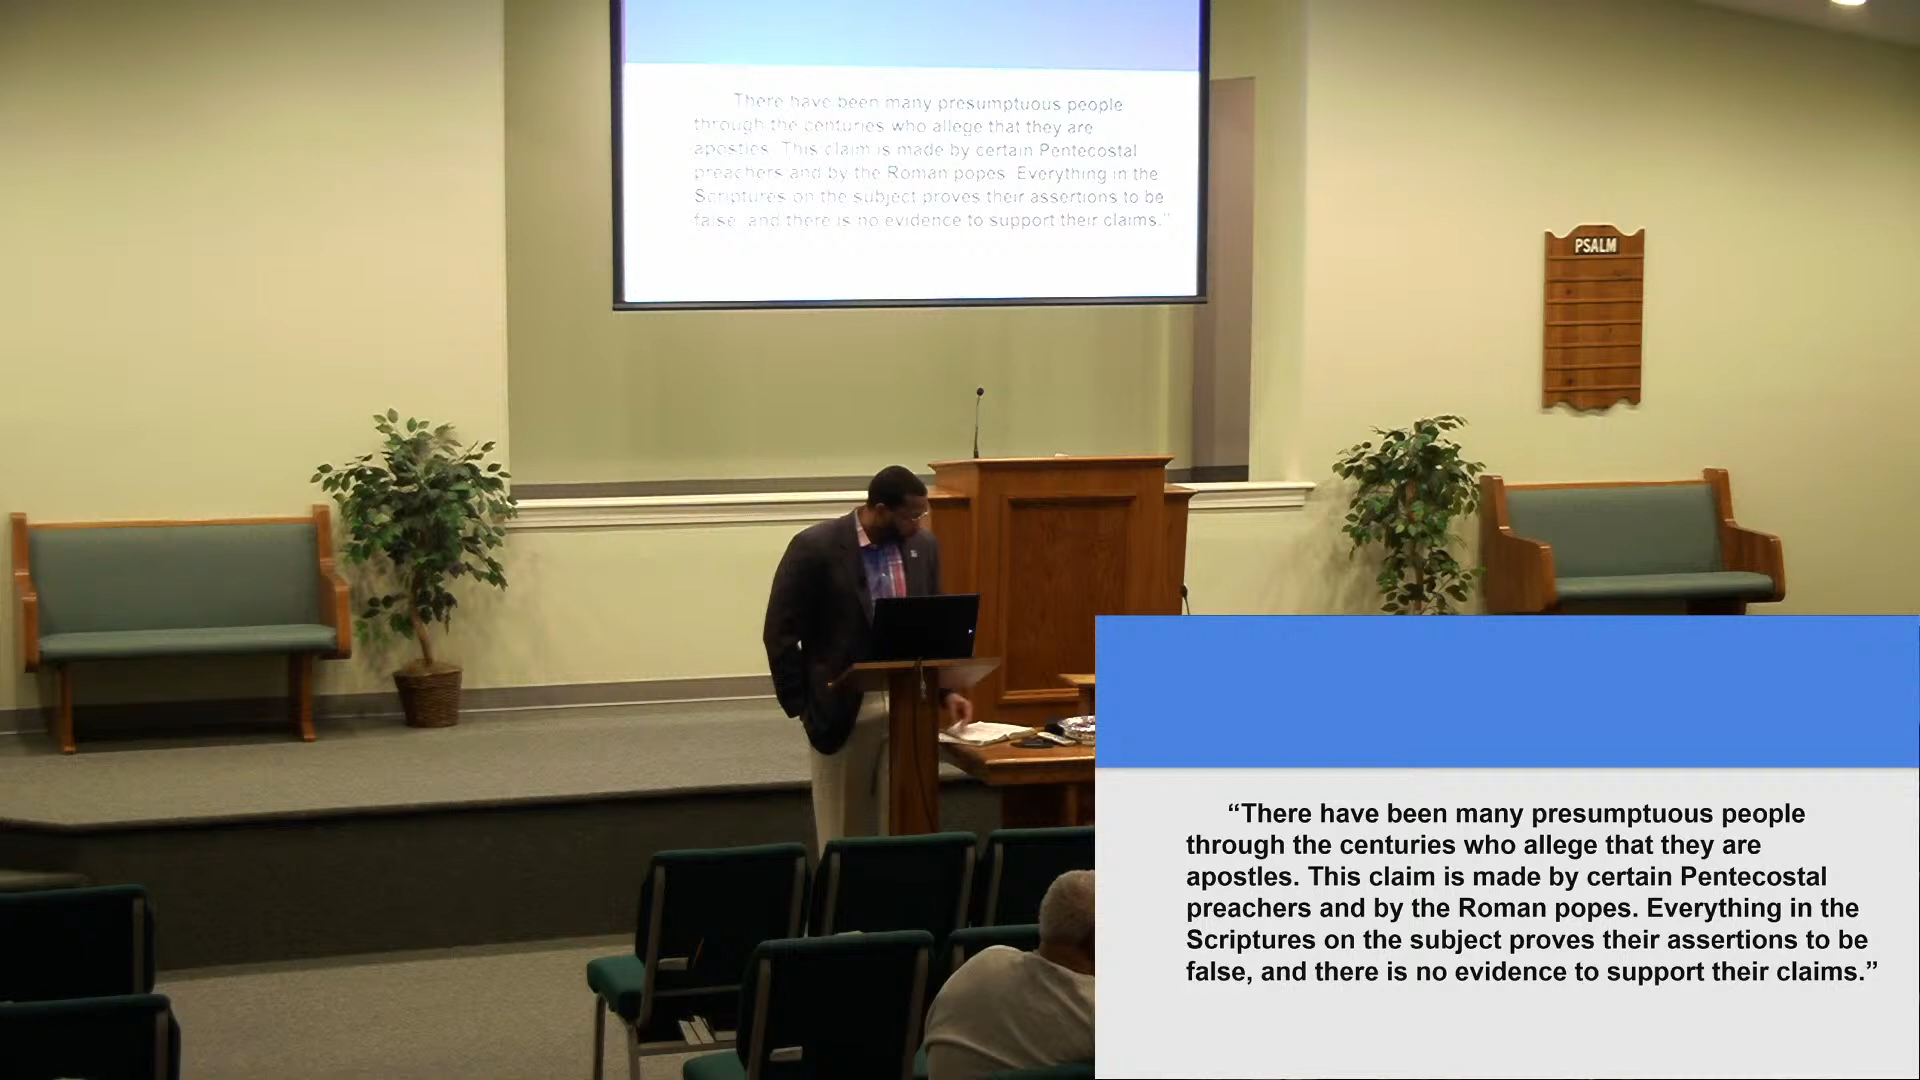 There have been many presumptuous people
through the centuries who allege that they are
apostles. This claim is made by certain Pentecostal
preachers and by the Roman popes. Everything in the
Scriptures on the subject proves their assertions to be
false, and there is no evidence to support their claims.”
PSALM
“There have been many presumptuous people
through the centuries who allege that they are
apostles. This claim is made by certain Pentecostal
preachers and by the Roman popes. Everything in the
Scriptures on the subject proves their assertions to be
false, and there is no evidence to support their claims.”